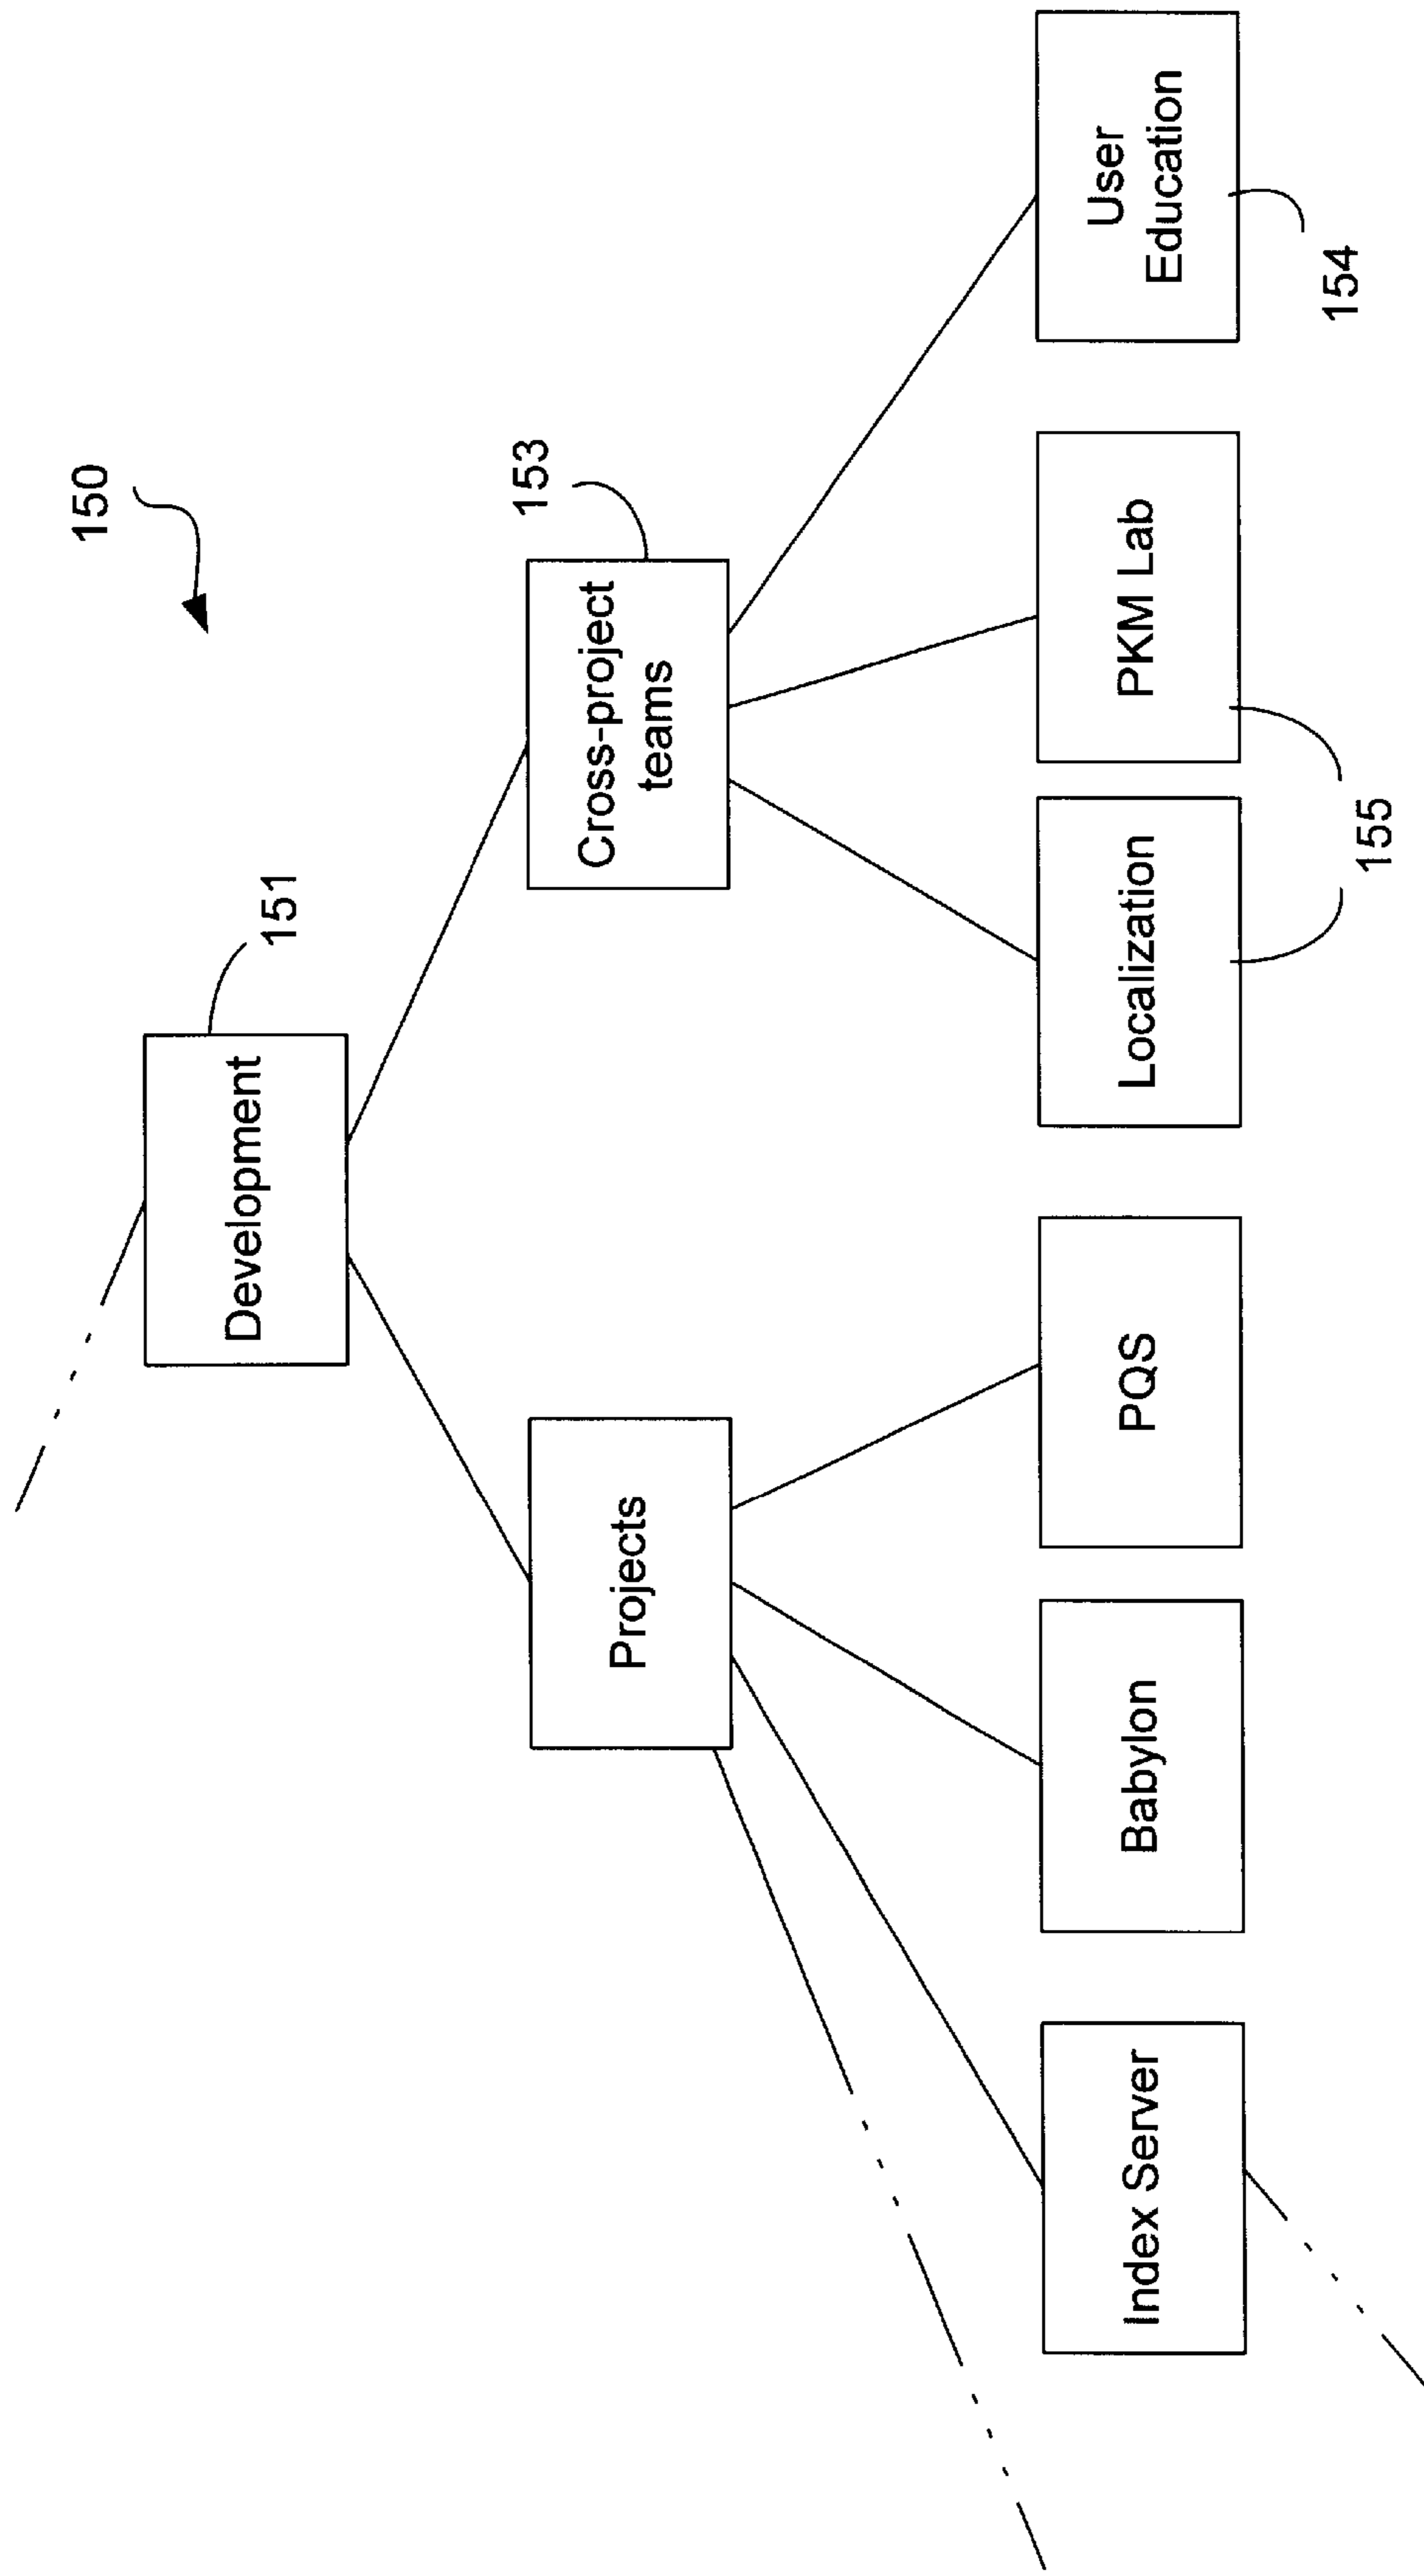 150
Development
151
Projects
Cross-project
teams
153
Index Server
Babylon
PQS
Localization
PKM Lab
User
Education
155
154